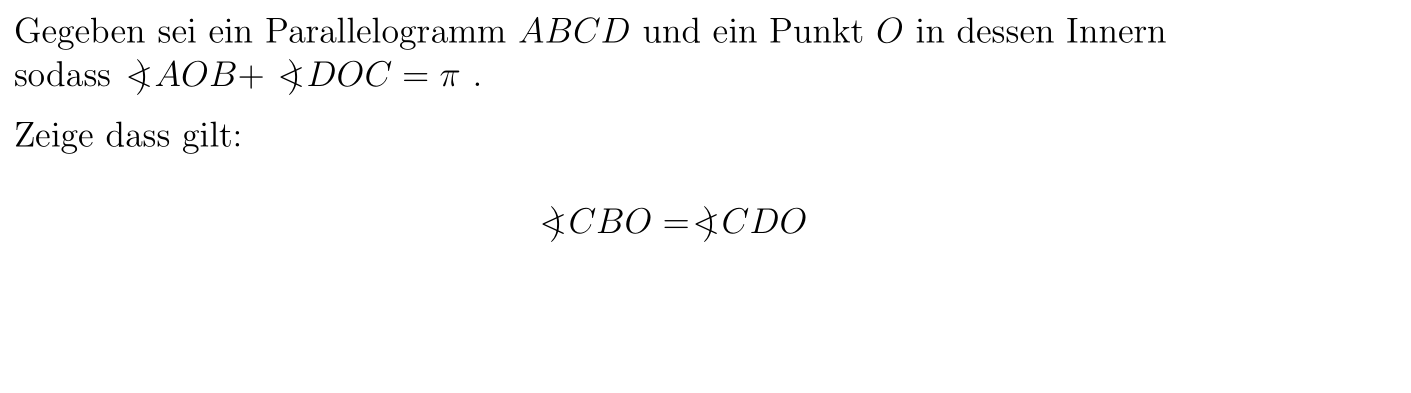 Gegeben sei ein Parallelogramm ABCD und ein Punkt O in dessen Innern
sodass ∢AOB+ ∢DOC = π .
Zeige dass gilt:
∢CBO =∢CDO